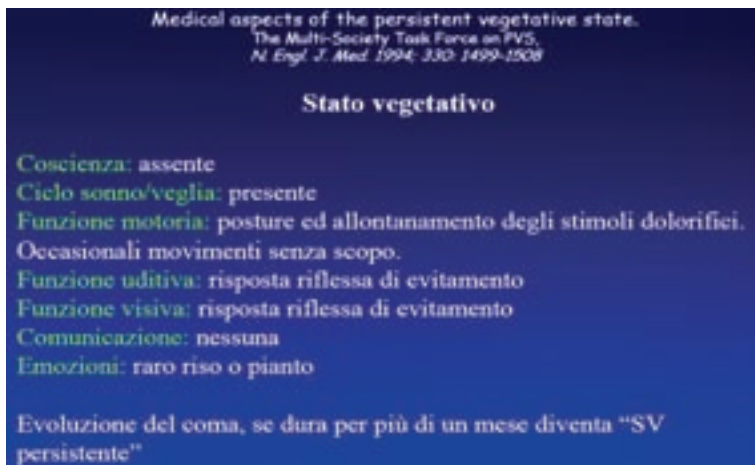 Medical aspects of the persistent vegetative state.
The Multi-Society Task Force on PVS,
N. Engl. J. Med. 1994; 330: 1499-1508
Stato vegetativo
Coscienza: assente
Ciclo sonno/veglia: presente
Funzione motoria: posture ed allontanamento degli stimoli dolorifici.
Occasionali movimenti senza scopo.
Funzione uditiva: risposta riflessa di evitamento
Funzione visiva: risposta riflessa di evitamento
Comunicazione: nessuna
Emozioni: raro riso o pianto
Evoluzione del coma, se dura per più di un mese diventa “SV
persistente”